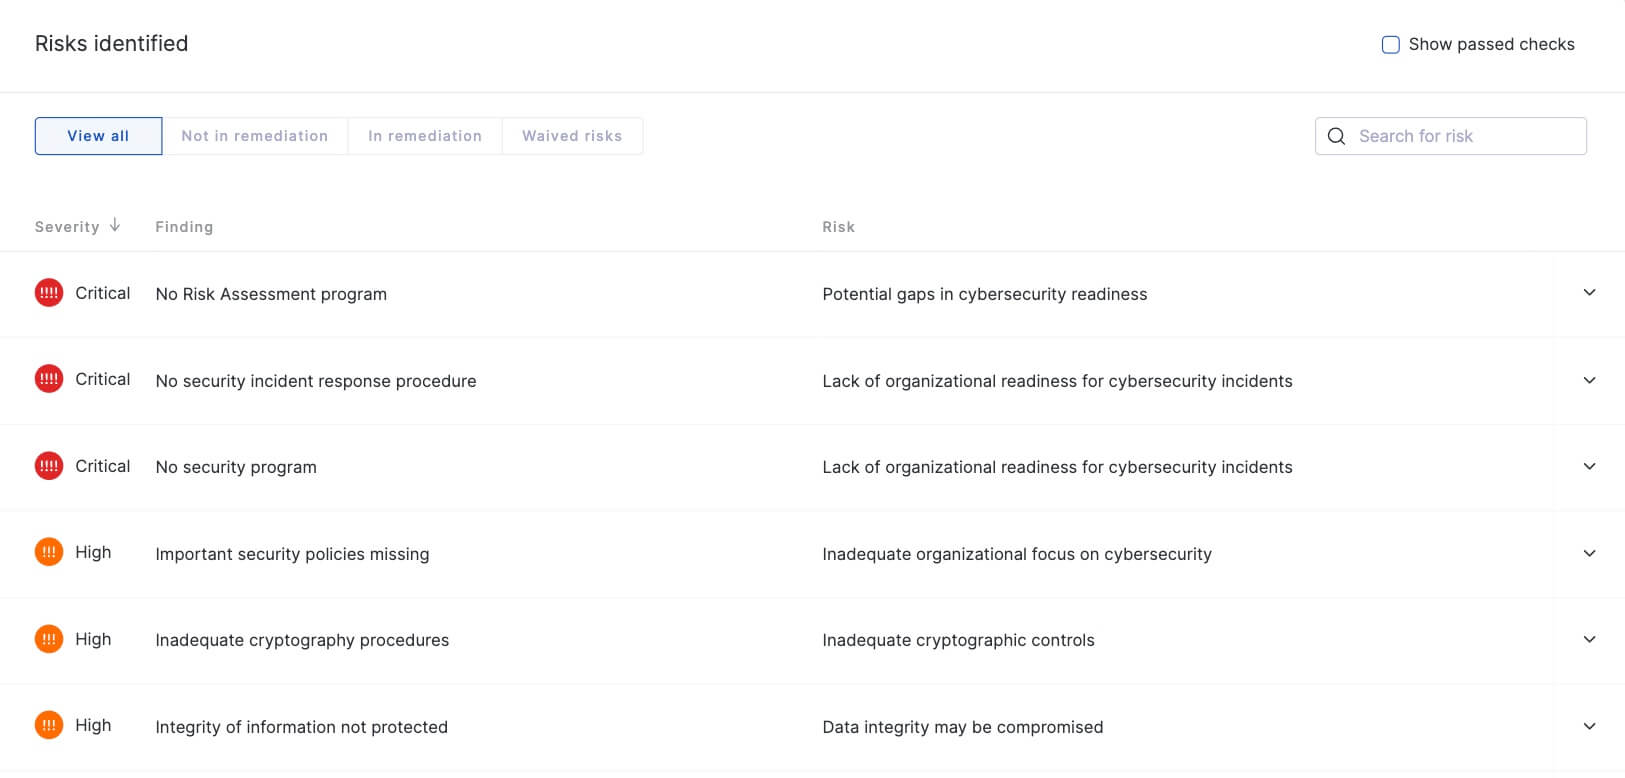 Risks identified
Show passed checks
View all
Not in remediation
In remediation
Waived risks
Search for risk
Severity Finding Risk
Critical No Risk Assessment program Potential gaps in cybersecurity readiness
Critical No security incident response procedure Lack of organizational readiness for cybersecurity incidents
Critical No security program Lack of organizational readiness for cybersecurity incidents
High Important security policies missing Inadequate organizational focus on cybersecurity
High Inadequate cryptography procedures Inadequate cryptographic controls
High Integrity of information not protected Data integrity may be compromised